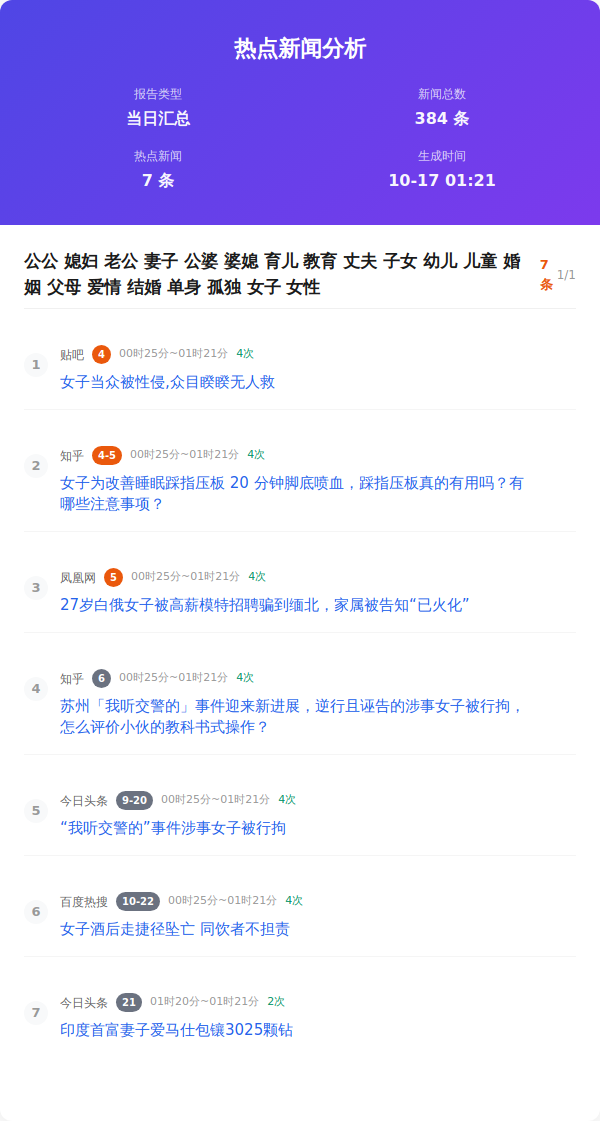 热点新闻分析
报告类型
新闻总数
当日汇总
384 条
热点新闻
生成时间
7 条
10-17 01:21
公公 媳妇 老公 妻子 公婆 婆媳 育儿 教育 丈夫 子女 幼儿 儿童 婚
姻 父母 爱情 结婚 单身 孤独 女子 女性
7
条
1/1
1
贴吧 4 00时25分~01时21分 4次
女子当众被性侵,众目睽睽无人救
2
知乎 4-5 00时25分~01时21分 4次
女子为改善睡眠踩指压板 20 分钟脚底喷血，踩指压板真的有用吗？有
哪些注意事项？
3
凤凰网 5 00时25分~01时21分 4次
27岁白俄女子被高薪模特招聘骗到缅北，家属被告知“已火化”
4
知乎 6 00时25分~01时21分 4次
苏州「我听交警的」事件迎来新进展，逆行且诬告的涉事女子被行拘，
怎么评价小伙的教科书式操作？
5
今日头条 9-20 00时25分~01时21分 4次
“我听交警的”事件涉事女子被行拘
6
百度热搜 10-22 00时25分~01时21分 4次
女子酒后走捷径坠亡 同饮者不担责
7
今日头条 21 01时20分~01时21分 2次
印度首富妻子爱马仕包镶3025颗钻